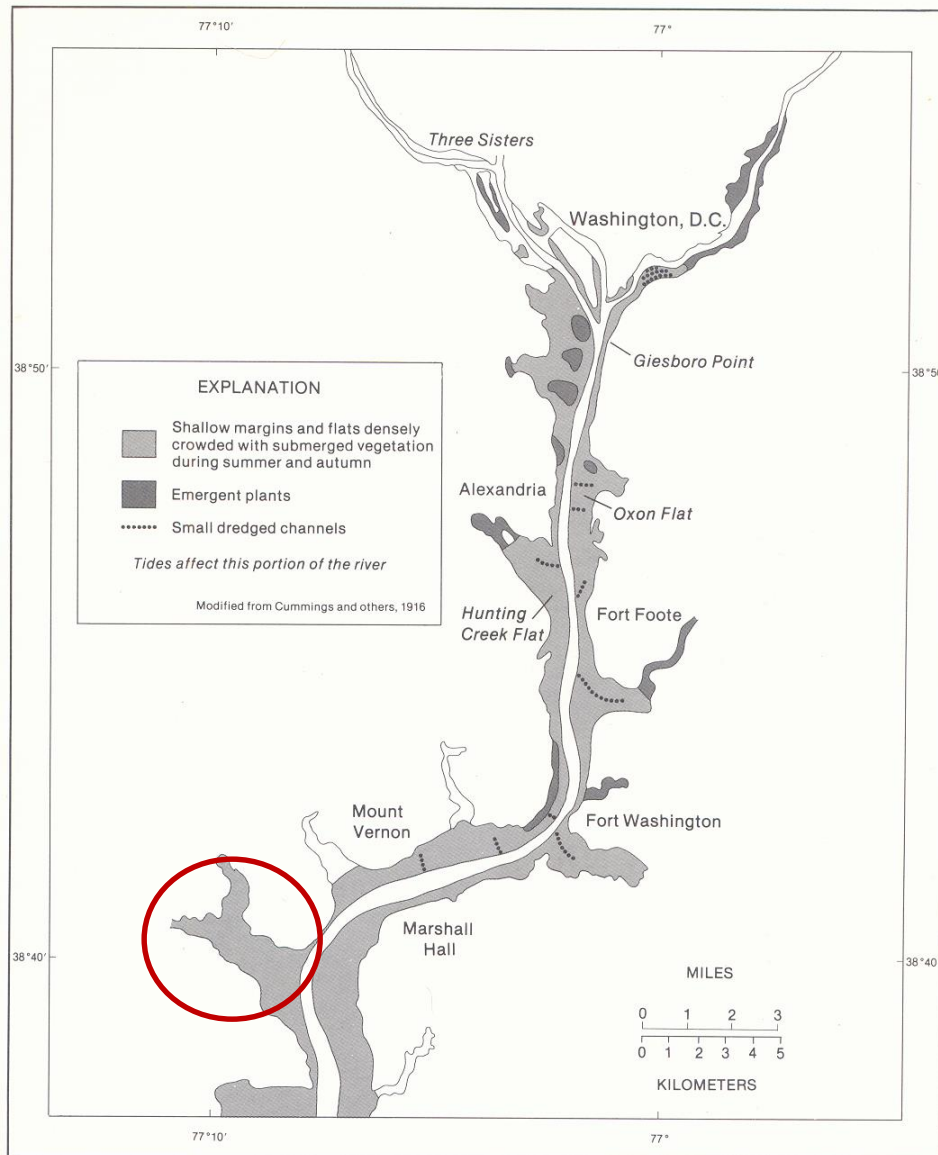 77°10'
77°
Three Sisters
Washington, D.C.
Giesboro Point
38°50'
38°50'
EXPLANATION
Shallow margins and flats densely
crowded with submerged vegetation
during summer and autumn
Emergent plants
Small dredged channels
Tides affect this portion of the river
Modified from Cummings and others, 1916
Alexandria
Oxon Flat
Hunting
Creek Flat
Fort Foote
Mount
Vernon
Fort Washington
Marshall
Hall
38°40'
38°40'
MILES
0 1 2 3
0 1 2 3 4 5
KILOMETERS
77°10'
77°